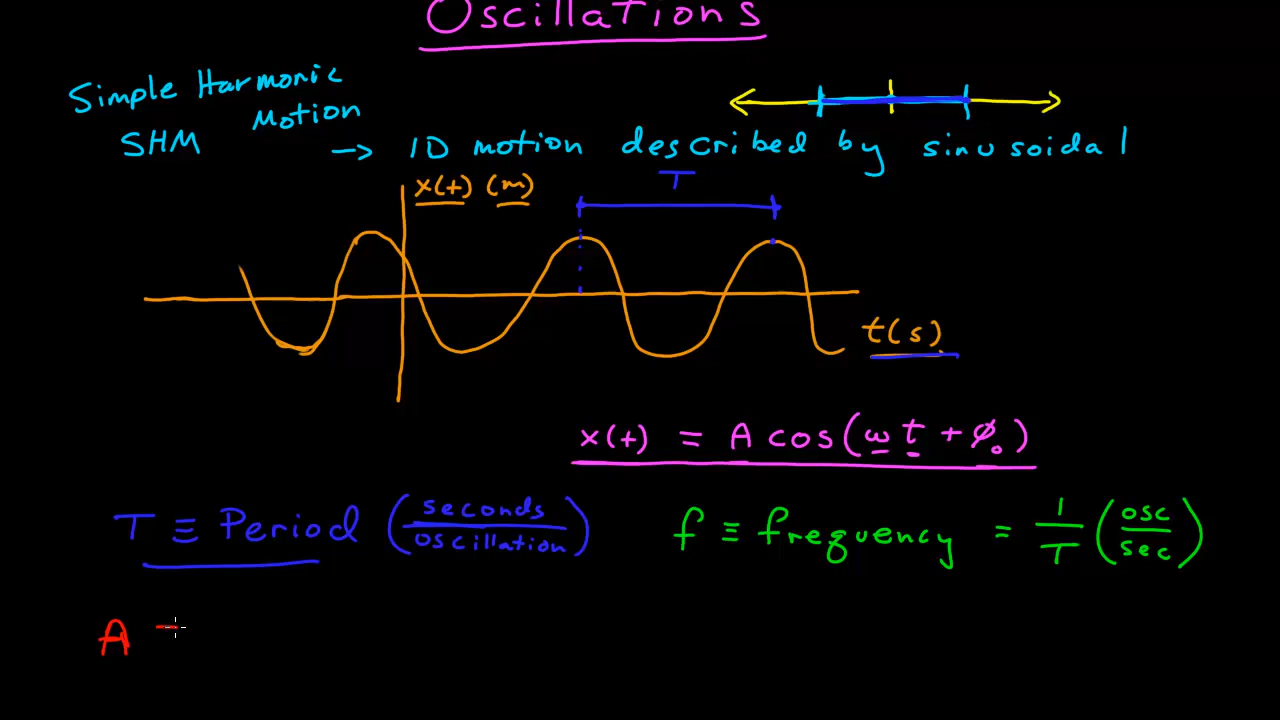 Oscillations
Simple Harmonic
Motion
SHM → 1D motion described by sinusoidal
x(t) (m)
T
t(s)
x(t) = A cos(ωt + φ₀)
T ≡ Period (seconds/oscillation)
f ≡ frequency = 1/T (osc/sec)
A –